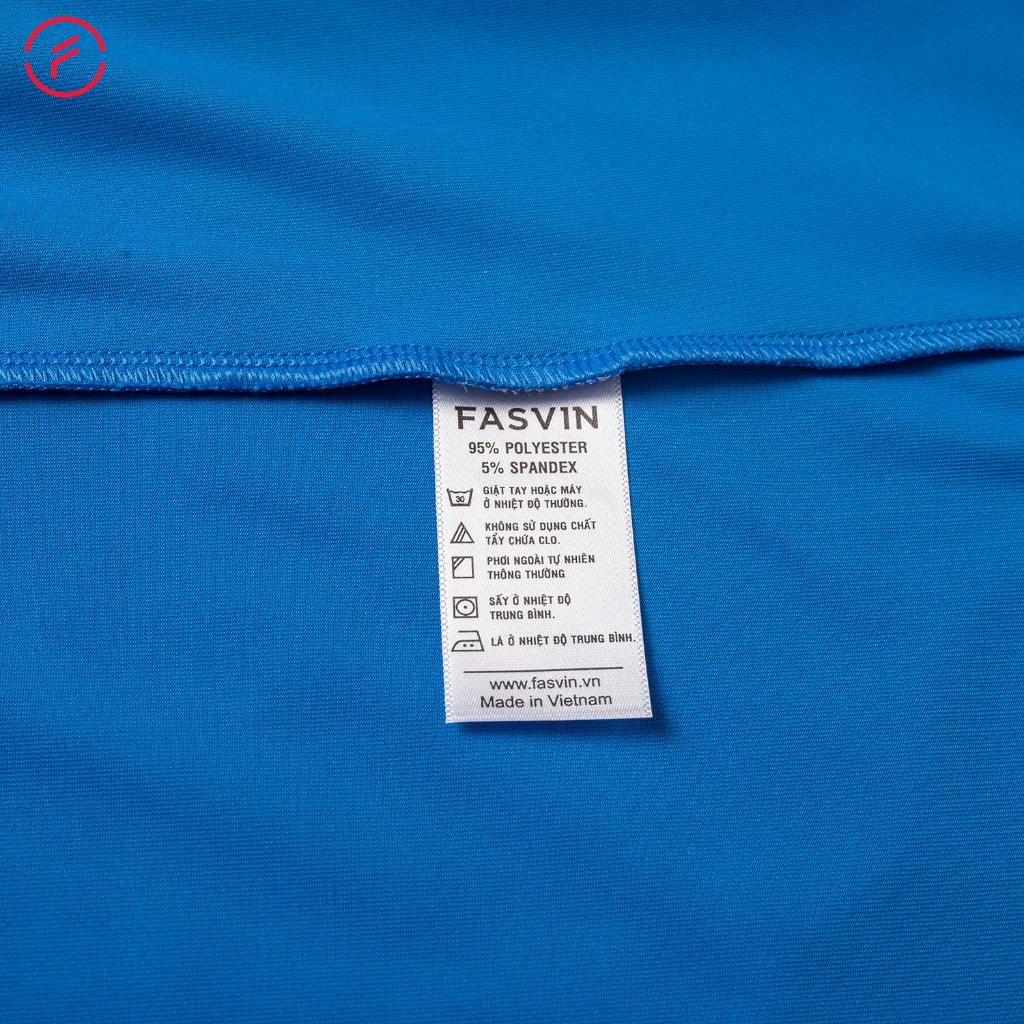 FASVIN
95% POLYESTER
5% SPANDEX
30
GIẶT TAY HOẶC MÁY
Ở NHIỆT ĐỘ THƯỜNG.
KHÔNG SỬ DỤNG CHẤT
TẨY CHỨA CLO.
PHƠI NGOÀI TỰ NHIÊN
THÔNG THƯỜNG
SẤY Ở NHIỆT ĐỘ
TRUNG BÌNH.
LÀ Ở NHIỆT ĐỘ TRUNG BÌNH.
www.fasvin.vn
Made in Vietnam